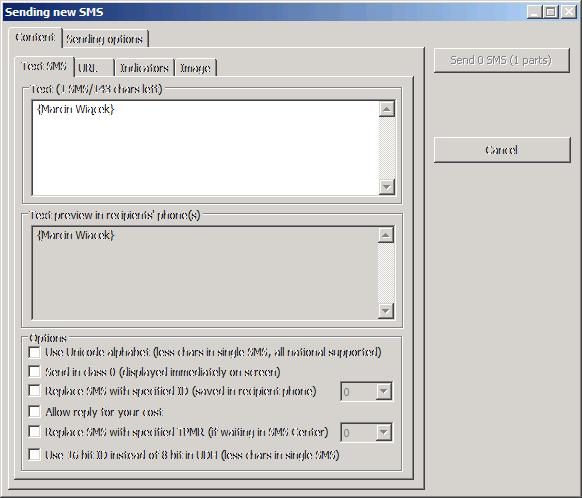 Sending new SMS
Content
Sending options
Send 0 SMS (1 parts)
Text SMS
URL
Indicators
Image
Text (1 SMS/143 chars left)
{Marcin Wiącek}
Cancel
Text preview in recipients' phone(s)
{Marcin Wiącek}
Options
Use Unicode alphabet (less chars in single SMS, all national supported)
Send in class 0 (displayed immediately on screen)
Replace SMS with specified ID (saved in recipient phone)
0
Allow reply for your cost
Replace SMS with specified TPMR (if waiting in SMS Center)
0
Use 16 bit ID instead of 8 bit in UDH (less chars in single SMS)